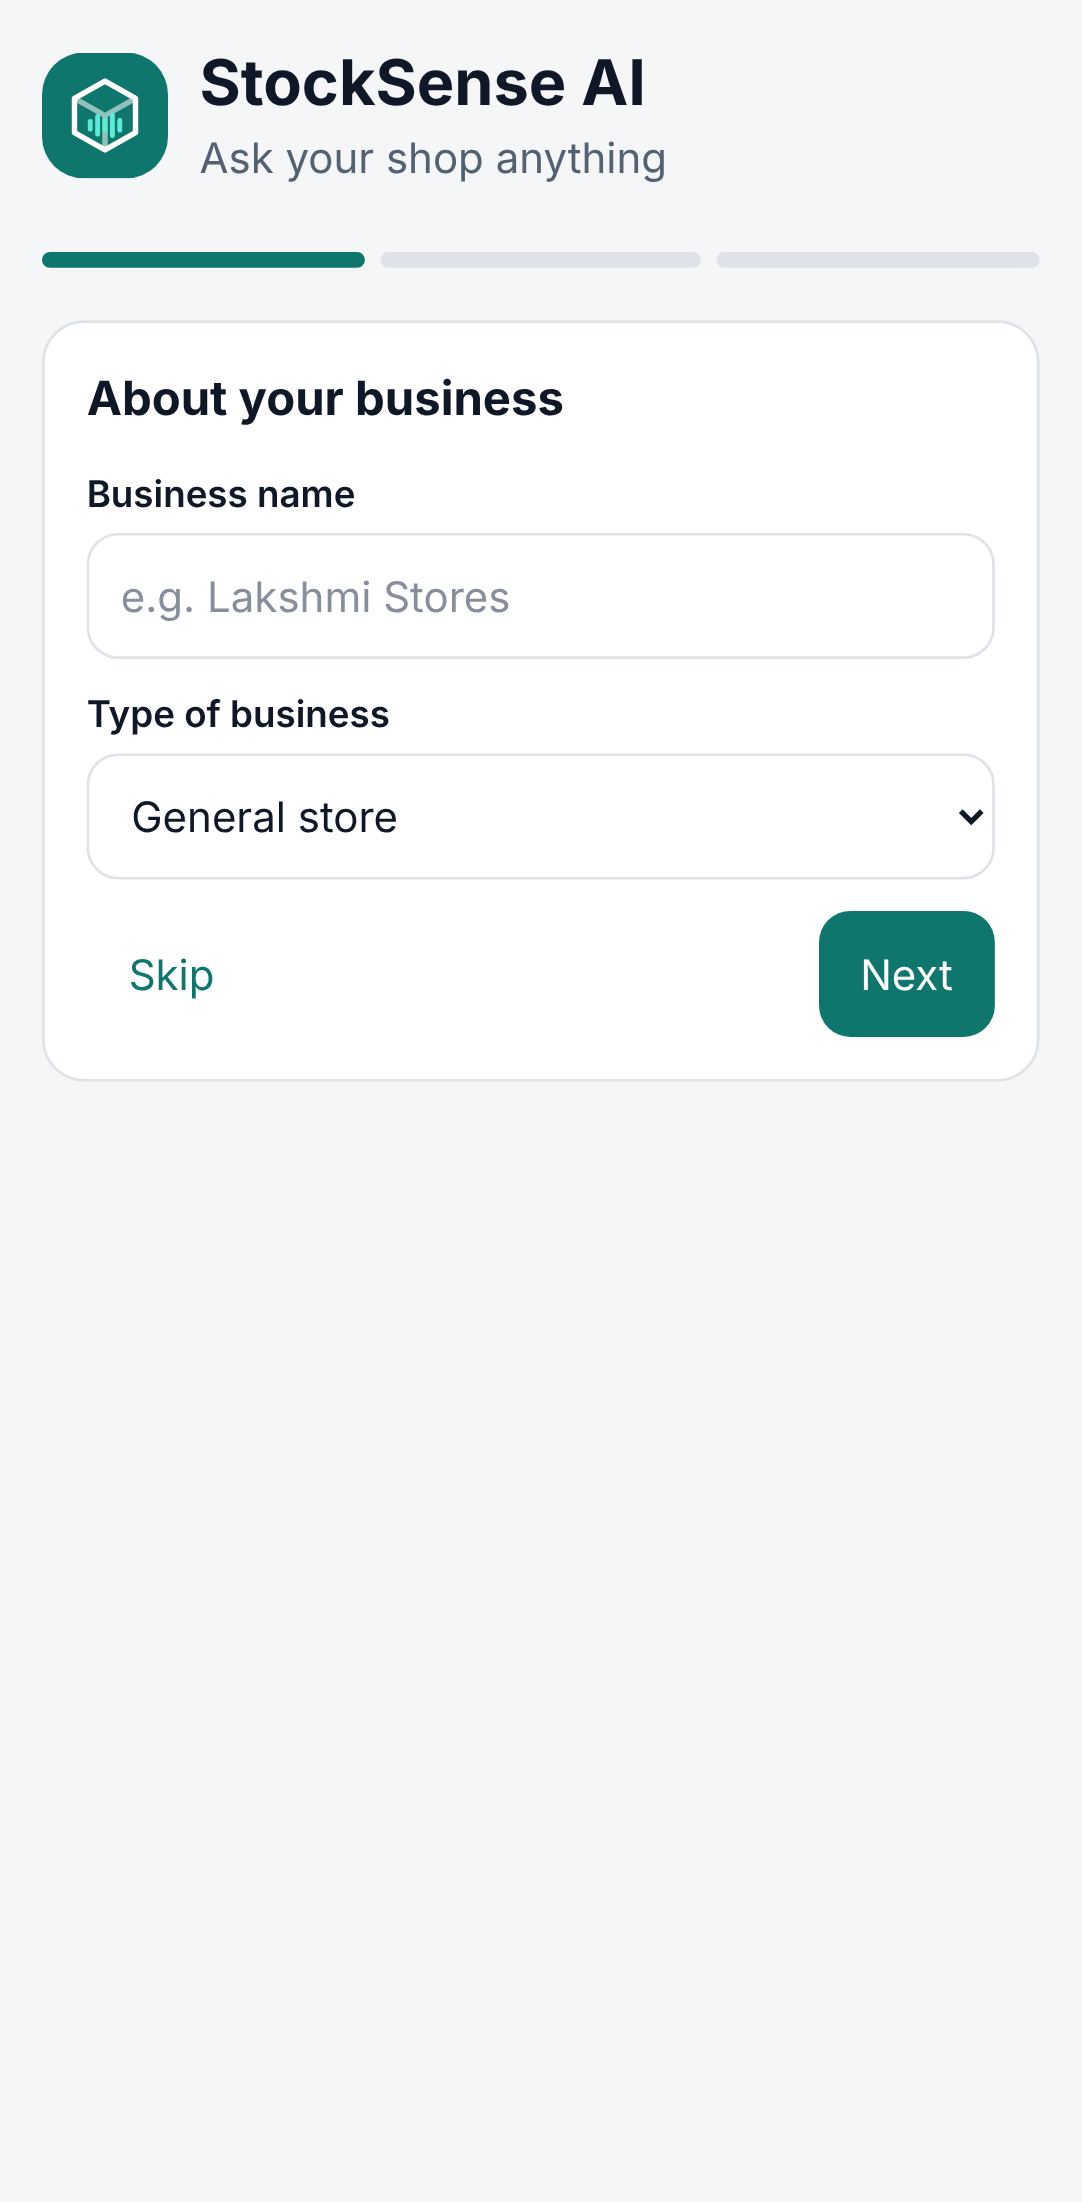 StockSense AI
Ask your shop anything
About your business
Business name
e.g. Lakshmi Stores
Type of business
General store
Skip
Next